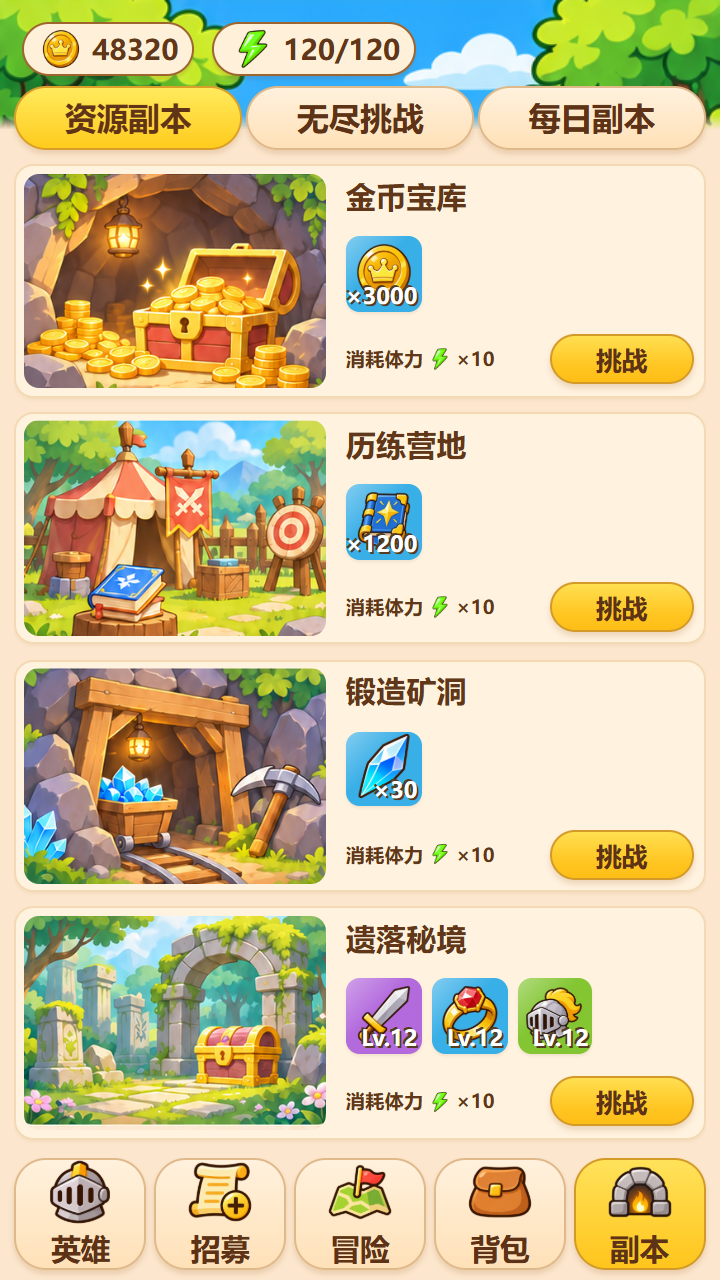 48320
120/120
资源副本
无尽挑战
每日副本
金币宝库
×3000
消耗体力 ×10
挑战
历练营地
×1200
消耗体力 ×10
挑战
锻造矿洞
×30
消耗体力 ×10
挑战
遗落秘境
Lv.12
Lv.12
Lv.12
消耗体力 ×10
挑战
英雄
招募
冒险
背包
副本